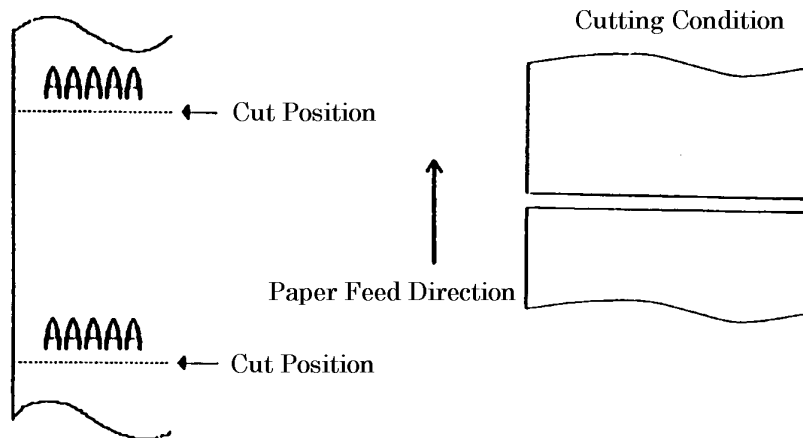 Cutting Condition
AAAAA
Cut Position
Paper Feed Direction
AAAAA
Cut Position